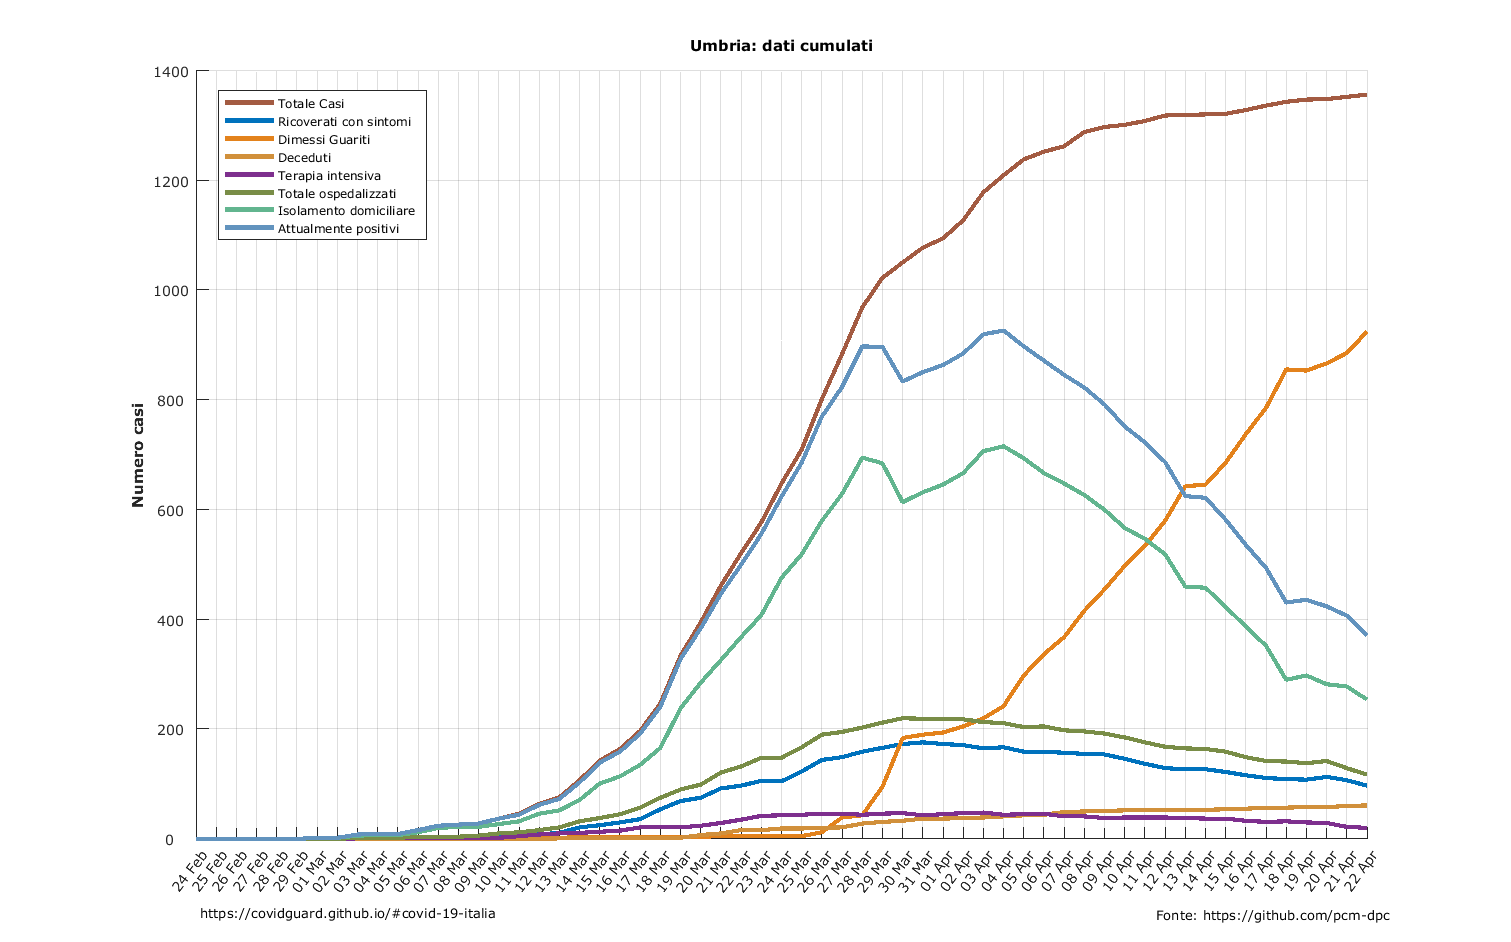 Umbria: dati cumulati
1400
1200
1000
800
600
400
200
0
Numero casi
Totale Casi
Ricoverati con sintomi
Dimessi Guariti
Deceduti
Terapia intensiva
Totale ospedalizzati
Isolamento domiciliare
Attualmente positivi
24 Feb
25 Feb
26 Feb
27 Feb
28 Feb
29 Feb
01 Mar
02 Mar
03 Mar
04 Mar
05 Mar
06 Mar
07 Mar
08 Mar
09 Mar
10 Mar
11 Mar
12 Mar
13 Mar
14 Mar
15 Mar
16 Mar
17 Mar
18 Mar
19 Mar
20 Mar
21 Mar
22 Mar
23 Mar
24 Mar
25 Mar
26 Mar
27 Mar
28 Mar
29 Mar
30 Mar
31 Mar
01 Apr
02 Apr
03 Apr
04 Apr
05 Apr
06 Apr
07 Apr
08 Apr
09 Apr
10 Apr
11 Apr
12 Apr
13 Apr
14 Apr
15 Apr
16 Apr
17 Apr
18 Apr
19 Apr
20 Apr
21 Apr
22 Apr
https://covidguard.github.io/#covid-19-italia
Fonte: https://github.com/pcm-dpc